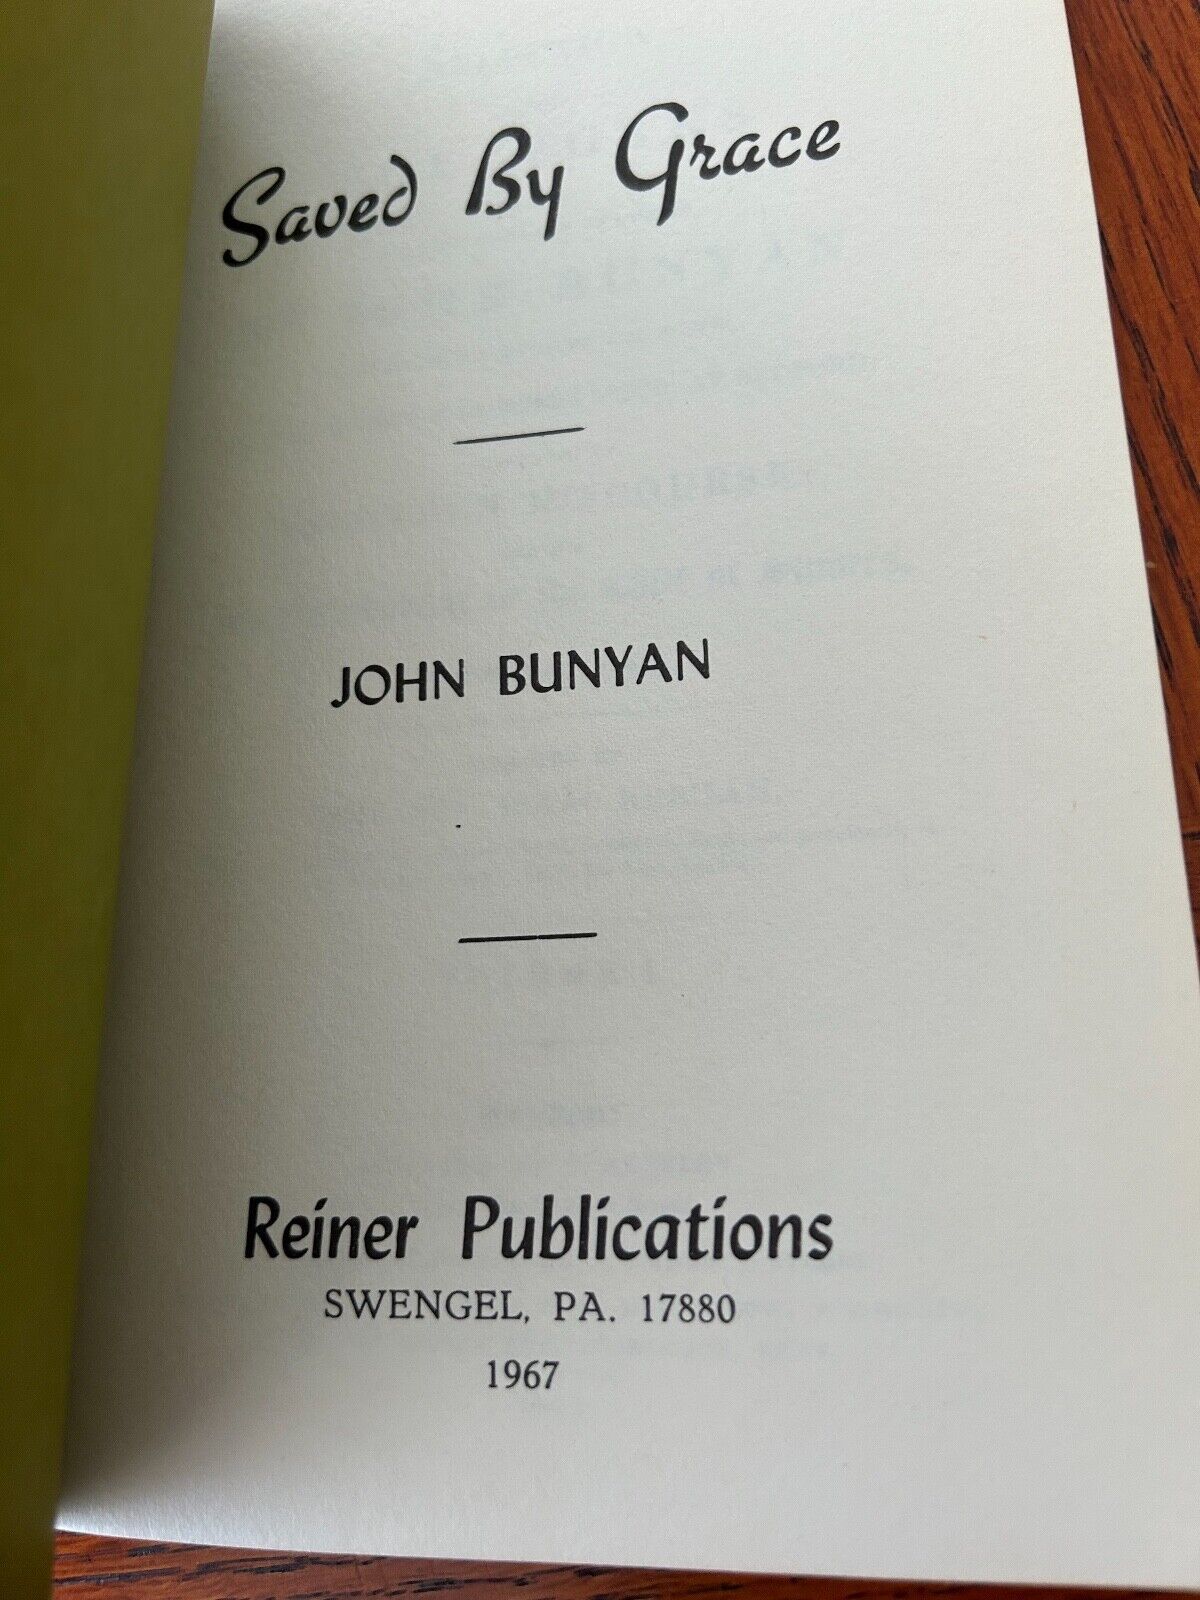 Saved By Grace
JOHN BUNYAN
Reiner Publications
SWENGEL, PA. 17880
1967